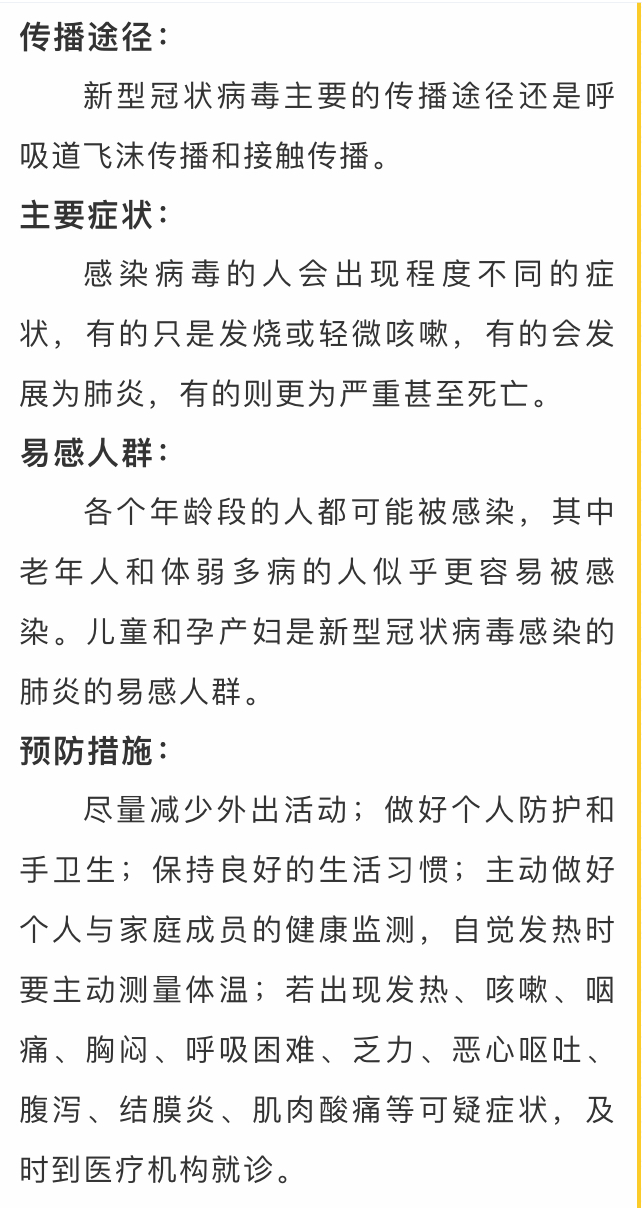 传播途径：
新型冠状病毒主要的传播途径还是呼
吸道飞沫传播和接触传播。
主要症状：
感染病毒的人会出现程度不同的症
状，有的只是发烧或轻微咳嗽，有的会发
展为肺炎，有的则更为严重甚至死亡。
易感人群：
各个年龄段的人都可能被感染，其中
老年人和体弱多病的人似乎更容易被感
染。儿童和孕产妇是新型冠状病毒感染的
肺炎的易感人群。
预防措施：
尽量减少外出活动；做好个人防护和
手卫生；保持良好的生活习惯；主动做好
个人与家庭成员的健康监测，自觉发热时
要主动测量体温；若出现发热、咳嗽、咽
痛、胸闷、呼吸困难、乏力、恶心呕吐、
腹泻、结膜炎、肌肉酸痛等可疑症状，及
时到医疗机构就诊。